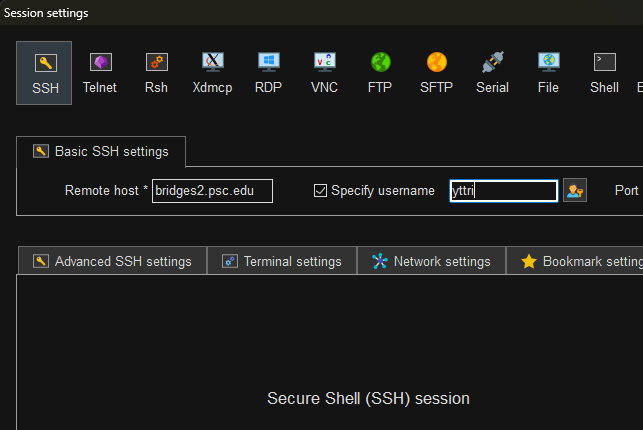 Session settings
SSH Telnet Rsh Xdmcp RDP VNC FTP SFTP Serial File Shell
Basic SSH settings
Remote host * bridges2.psc.edu Specify username yttri Port
Advanced SSH settings Terminal settings Network settings Bookmark setting
Secure Shell (SSH) session